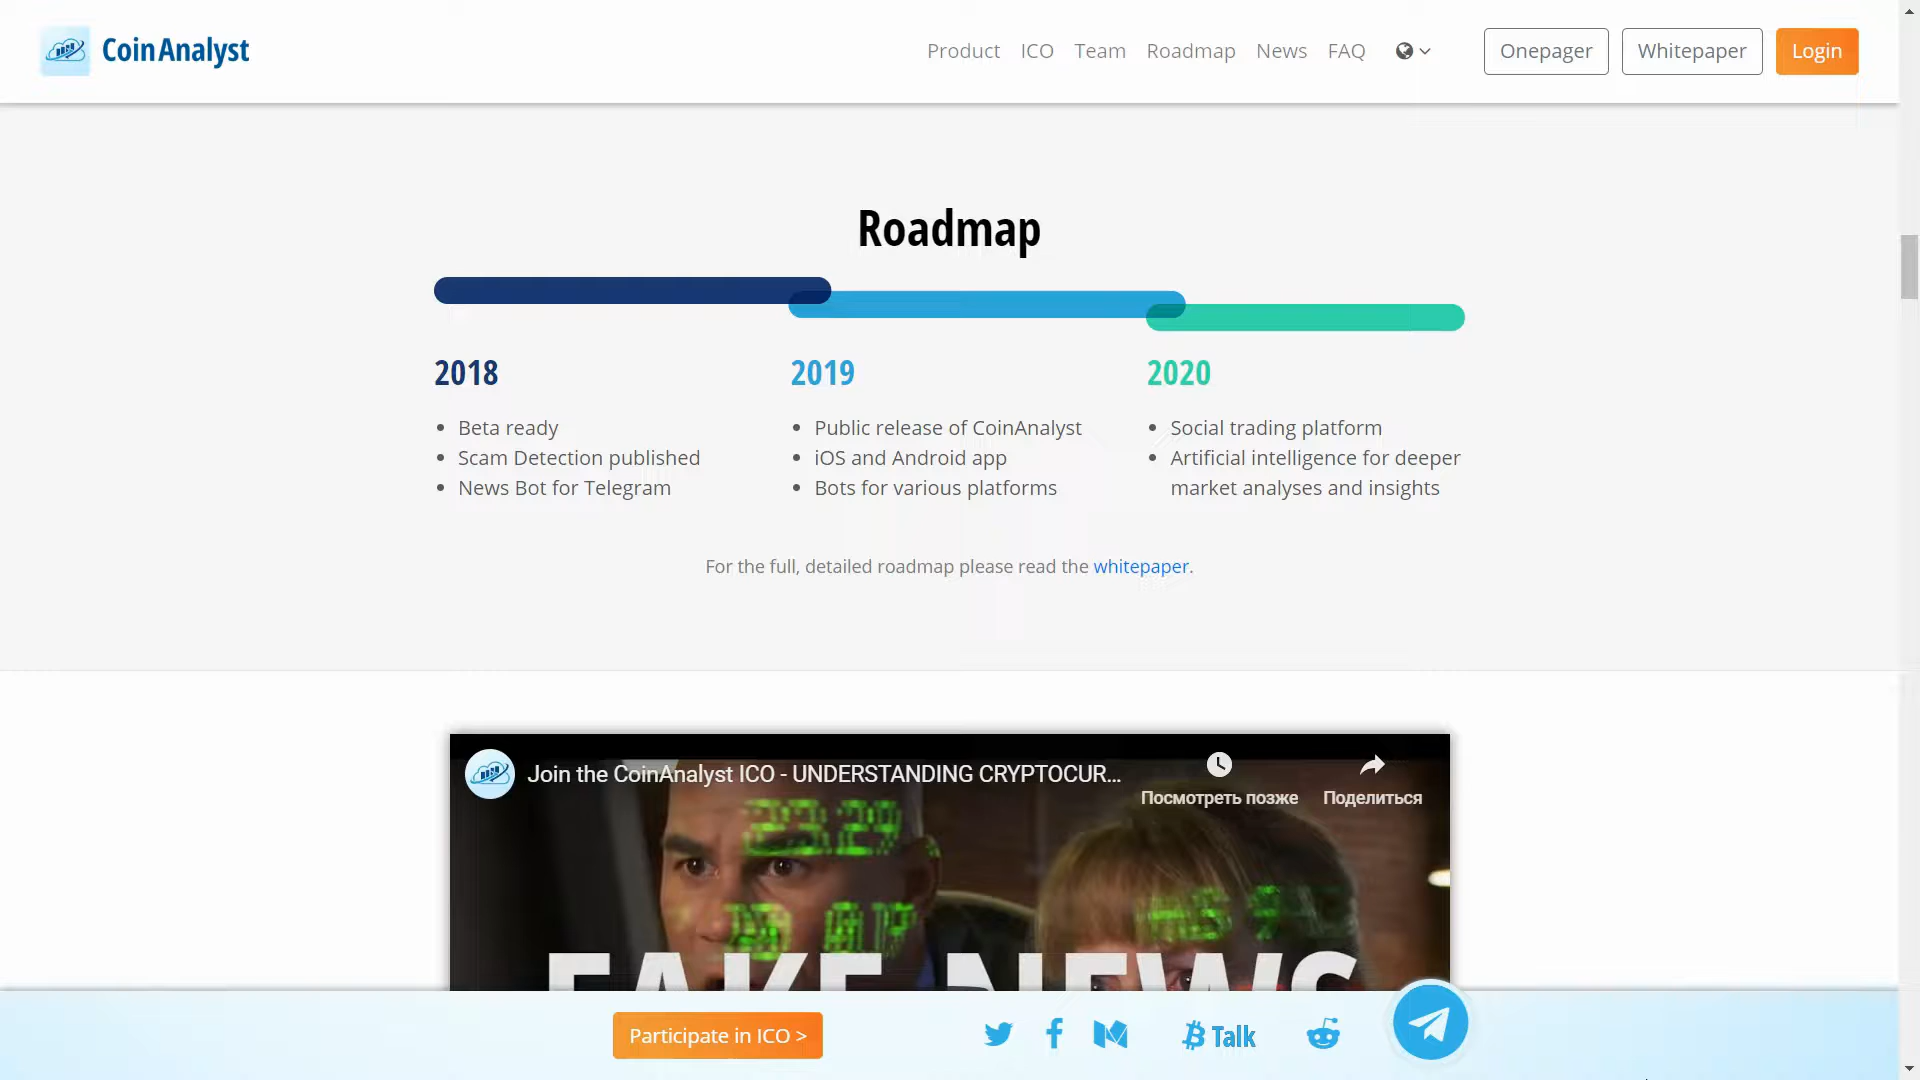 CoinAnalyst
Product ICO Team Roadmap News FAQ Onepager Whitepaper Login
Roadmap
2018
Beta ready
Scam Detection published
News Bot for Telegram
2019
Public release of CoinAnalyst
iOS and Android app
Bots for various platforms
2020
Social trading platform
Artificial intelligence for deeper
market analyses and insights
For the full, detailed roadmap please read the whitepaper.
Join the CoinAnalyst ICO - UNDERSTANDING CRYPTOCUR...
Посмотреть позже
Поделиться
23:29
FAKE NEWS
Participate in ICO >
Talk